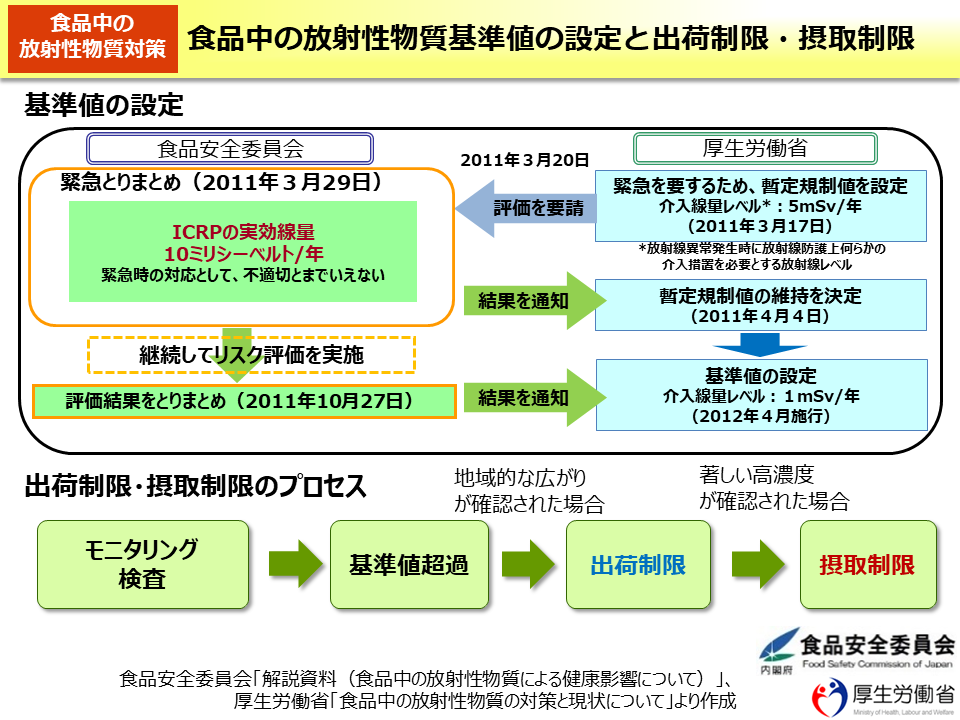 食品中の
放射性物質対策
食品中の放射性物質基準値の設定と出荷制限・摂取制限
基準値の設定
食品安全委員会
厚生労働省
緊急とりまとめ（2011年３月29日）
ICRPの実効線量
10ミリシーベルト/年
緊急時の対応として、不適切とまでいえない
2011年３月20日
評価を要請
緊急を要するため、暫定規制値を設定
介入線量レベル*：5mSv/年
（2011年３月17日）
*放射線異常発生時に放射線防護上何らかの
介入措置を必要とする放射線レベル
結果を通知
暫定規制値の維持を決定
（2011年４月４日）
継続してリスク評価を実施
評価結果をとりまとめ（2011年10月27日）
結果を通知
基準値の設定
介入線量レベル：１mSv/年
（2012年４月施行）
出荷制限・摂取制限のプロセス
地域的な広がり
が確認された場合
著しい高濃度
が確認された場合
モニタリング
検査
基準値超過
出荷制限
摂取制限
内閣府
食品安全委員会
Food Safety Commission of Japan
食品安全委員会「解説資料（食品中の放射性物質による健康影響について）」、
厚生労働省「食品中の放射性物質の対策と現状について」より作成
厚生労働省
Ministry of Health, Labour and Welfare